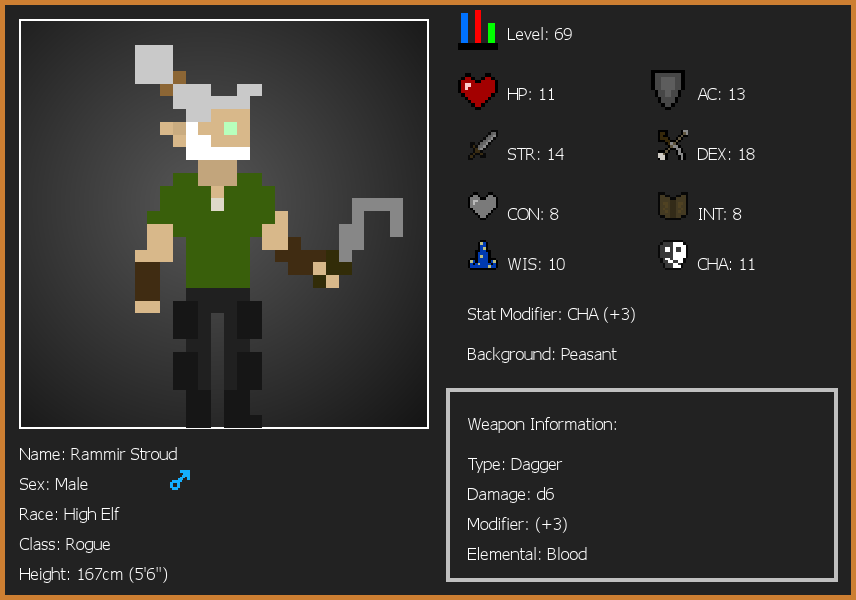 Level: 69
HP: 11
AC: 13
STR: 14
DEX: 18
CON: 8
INT: 8
WIS: 10
CHA: 11
Stat Modifier: CHA (+3)
Background: Peasant
Weapon Information:
Type: Dagger
Damage: d6
Modifier: (+3)
Elemental: Blood
Name: Rammir Stroud
Sex: Male
Race: High Elf
Class: Rogue
Height: 167cm (5'6")